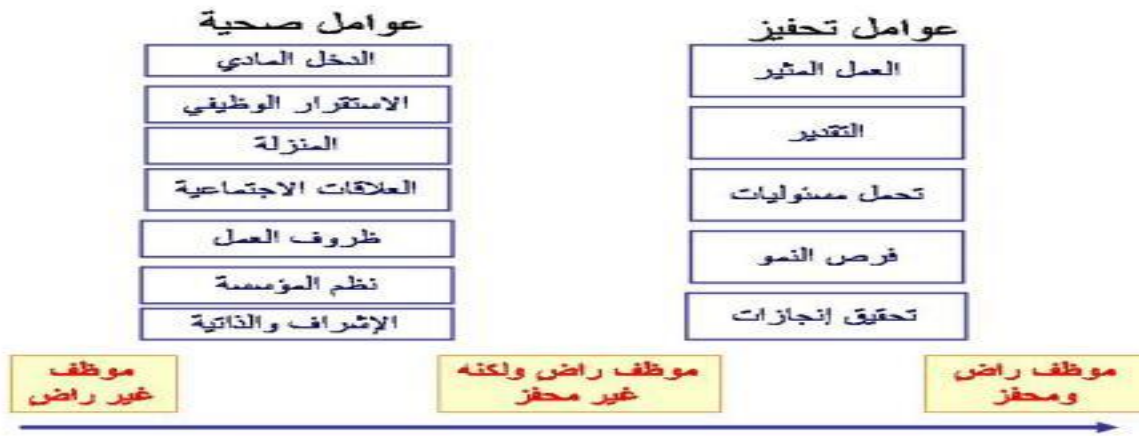 عوامل صحية
الدخل المادي
الاستقرار الوظيفي
المنزلة
العلاقات الاجتماعية
ظروف العمل
نظم المؤسسة
الإشراف والذاتية
عوامل تحفيز
العمل المثير
التقدير
تحمل مسئوليات
فرص النمو
تحقيق إنجازات
موظف
غير راض
موظف راض ولكنه
غير محفز
موظف راض
ومحفز